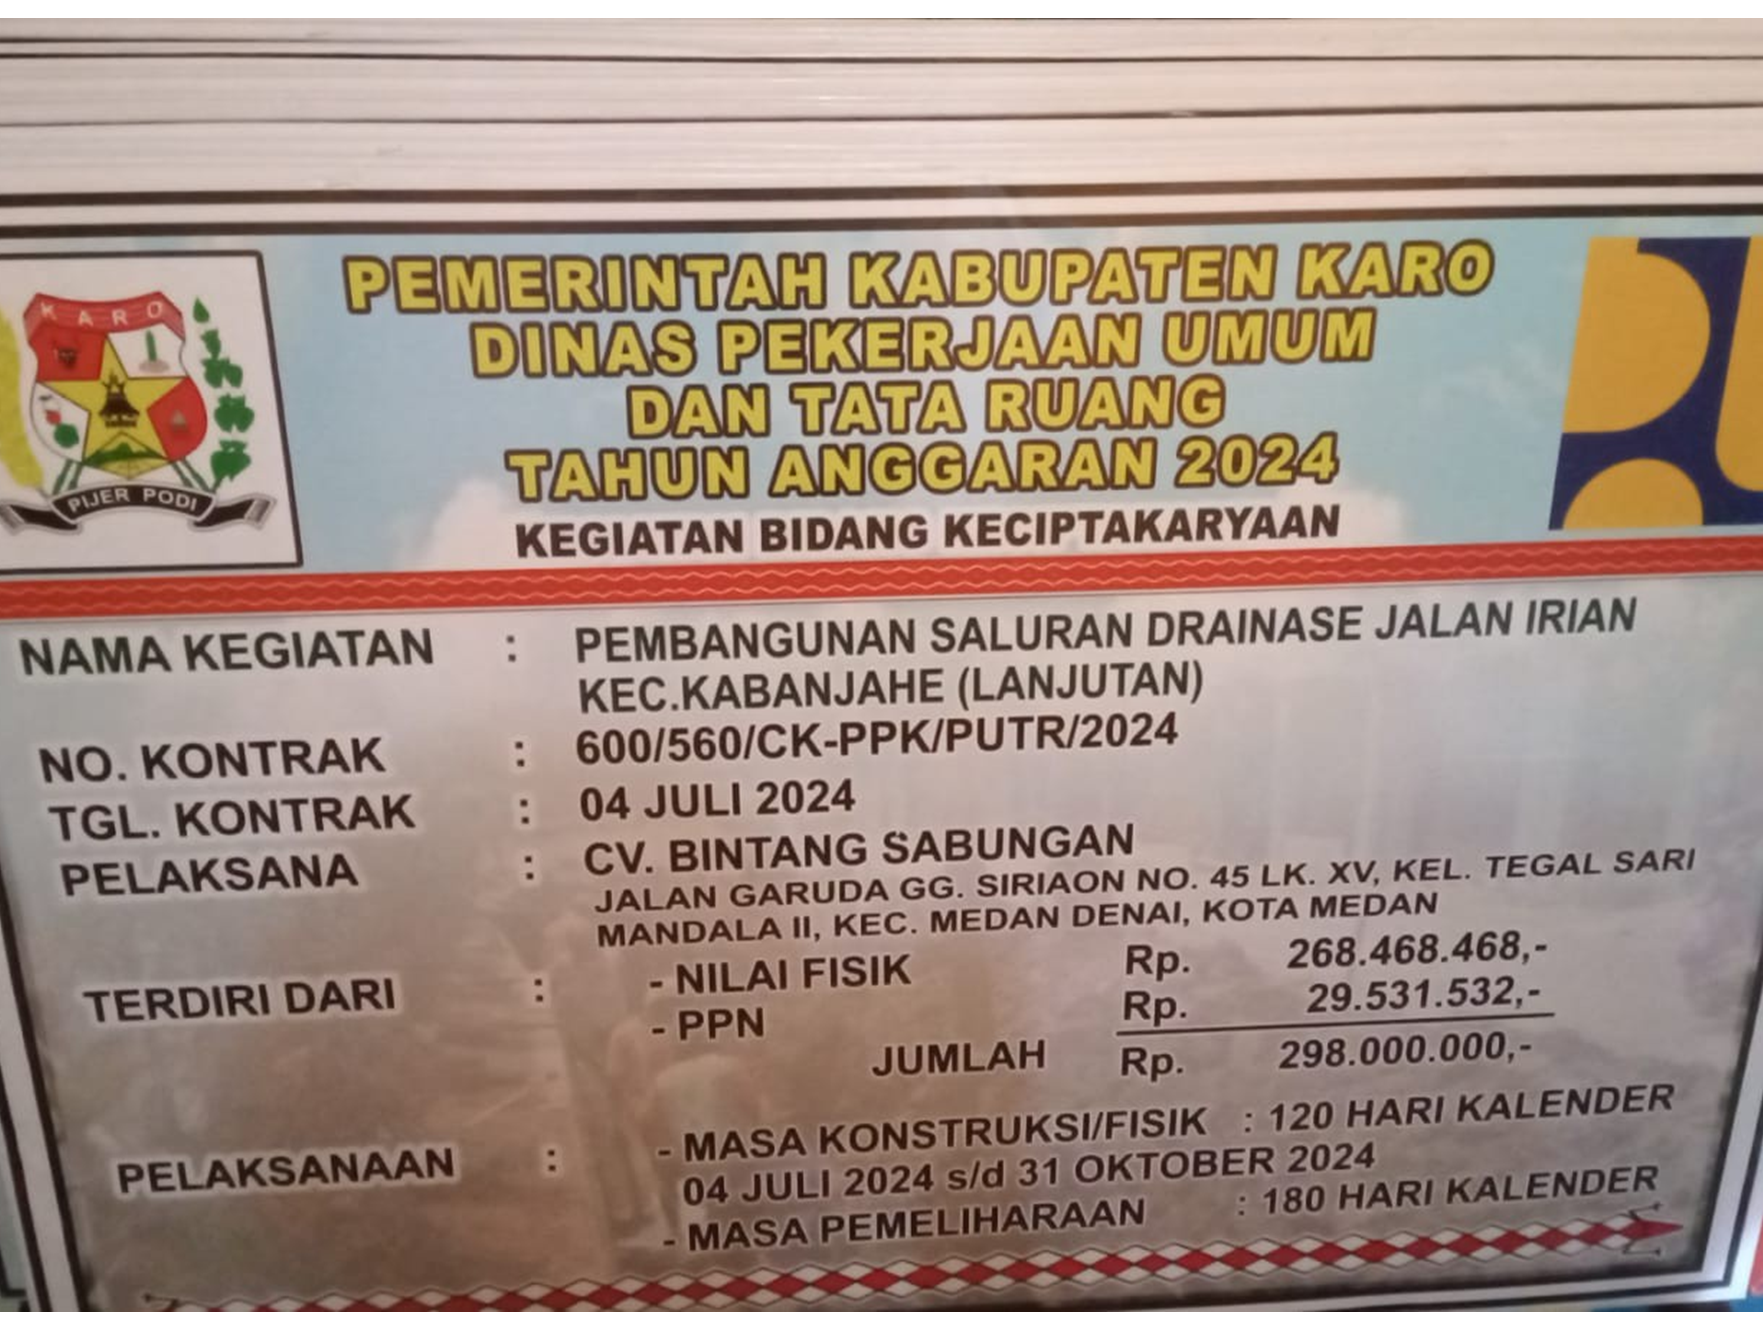 KARO
PIJER PODI
PEMERINTAH KABUPATEN KARO
DINAS PEKERJAAN UMUM
DAN TATA RUANG
TAHUN ANGGARAN 2024
KEGIATAN BIDANG KECIPTAKARYAAN
NAMA KEGIATAN : PEMBANGUNAN SALURAN DRAINASE JALAN IRIAN
KEC.KABANJAHE (LANJUTAN)
NO. KONTRAK : 600/560/CK-PPK/PUTR/2024
TGL. KONTRAK : 04 JULI 2024
PELAKSANA : CV. BINTANG SABUNGAN
JALAN GARUDA GG. SIRIAON NO. 45 LK. XV, KEL. TEGAL SARI
MANDALA II, KEC. MEDAN DENAI, KOTA MEDAN
TERDIRI DARI : - NILAI FISIK Rp. 268.468.468,-
- PPN Rp. 29.531.532,-
JUMLAH Rp. 298.000.000,-
PELAKSANAAN : - MASA KONSTRUKSI/FISIK : 120 HARI KALENDER
04 JULI 2024 s/d 31 OKTOBER 2024
- MASA PEMELIHARAAN : 180 HARI KALENDER